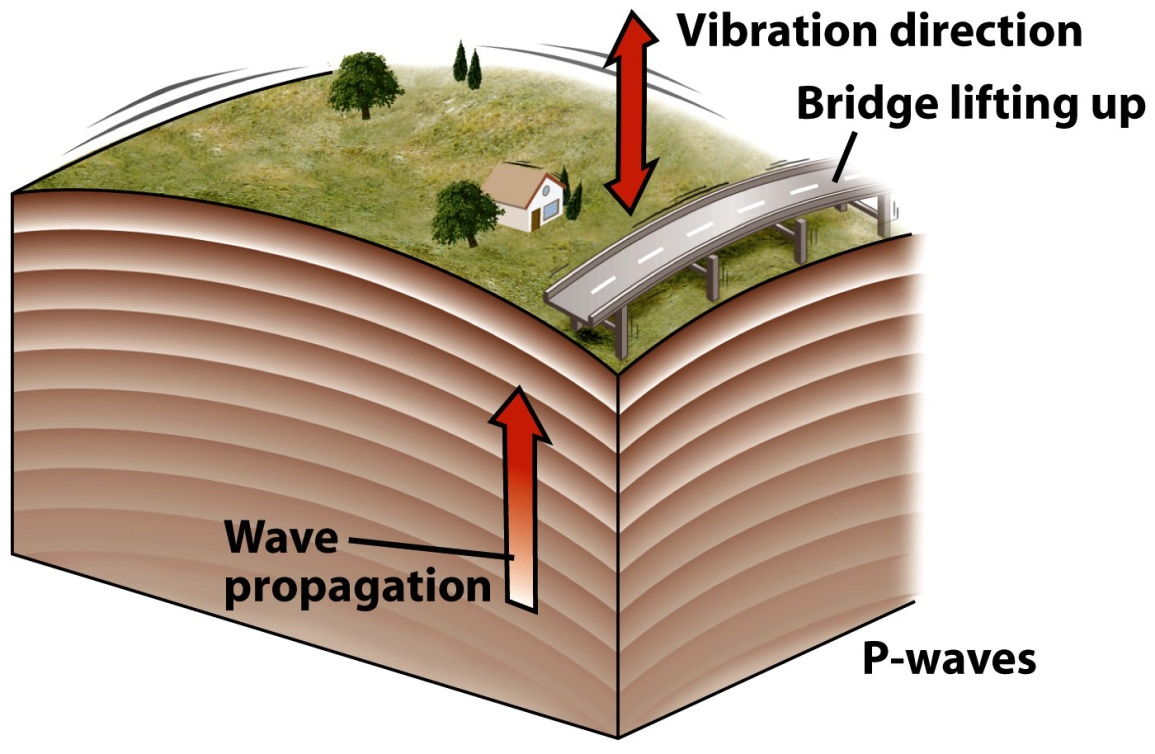 Vibration direction
Bridge lifting up
Wave
propagation
P-waves